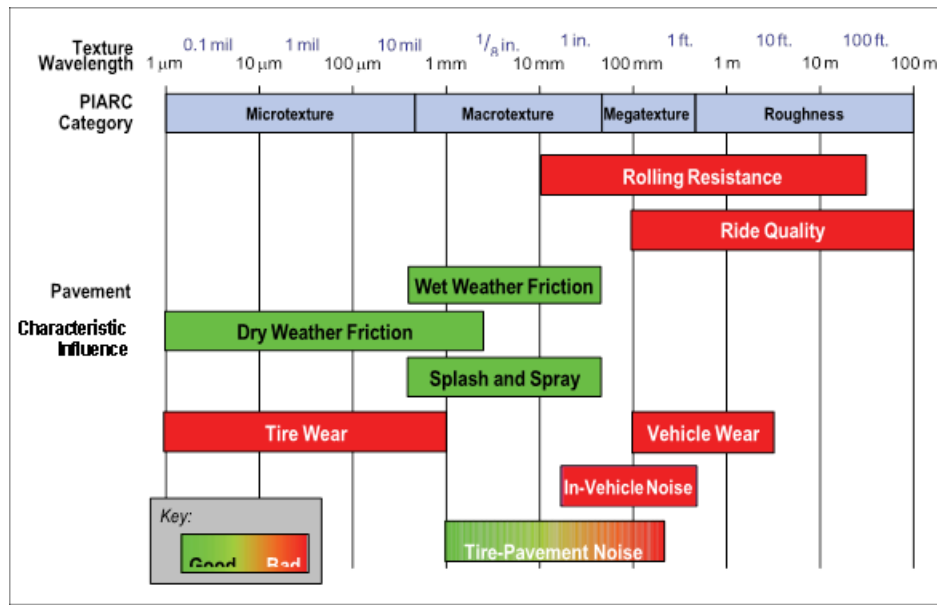 Texture 0.1 mil 1 mil 10 mil 1/8 in. 1 in. 1 ft. 10 ft. 100 ft.
Wavelength 1 µm 10 µm 100 µm 1 mm 10 mm 100 mm 1 m 10 m 100 m
PIARC
Category
Microtexture Macrotexture Megatexture Roughness
Rolling Resistance
Ride Quality
Wet Weather Friction
Pavement
Characteristic
Influence
Dry Weather Friction
Splash and Spray
Tire Wear Vehicle Wear
In-Vehicle Noise
Key:
Good Bad
Tire-Pavement Noise